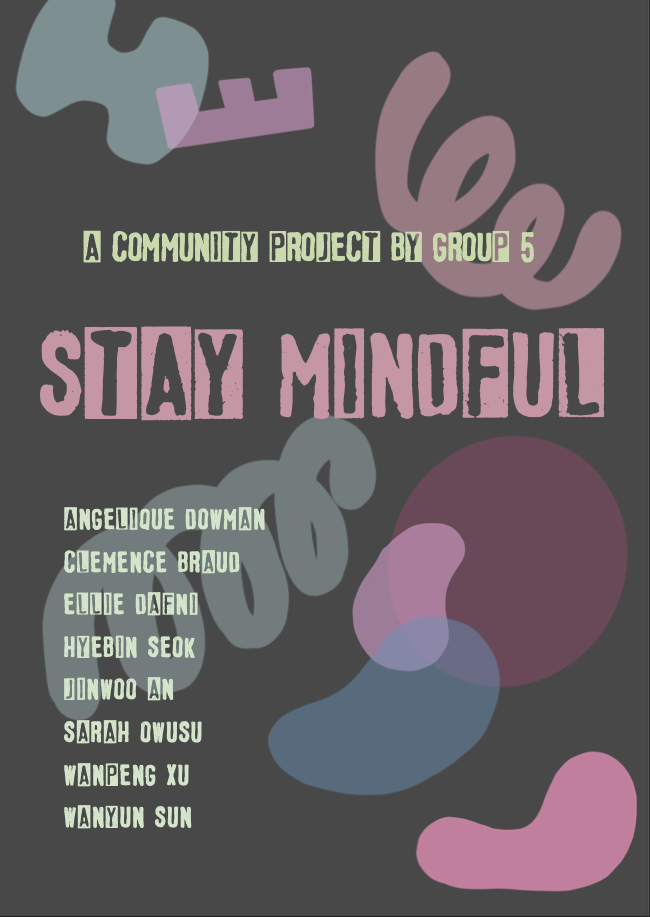 A COMMUNITY PROJECT BY GROUP 5
STAY MINDFUL
ANGELIQUE DOWMAN
CLEMENCE BRAUD
ELLIE DAFNI
HYEBIN SEOK
JINWOO AN
SARAH OWUSU
WANPENG XU
WANYUN SUN